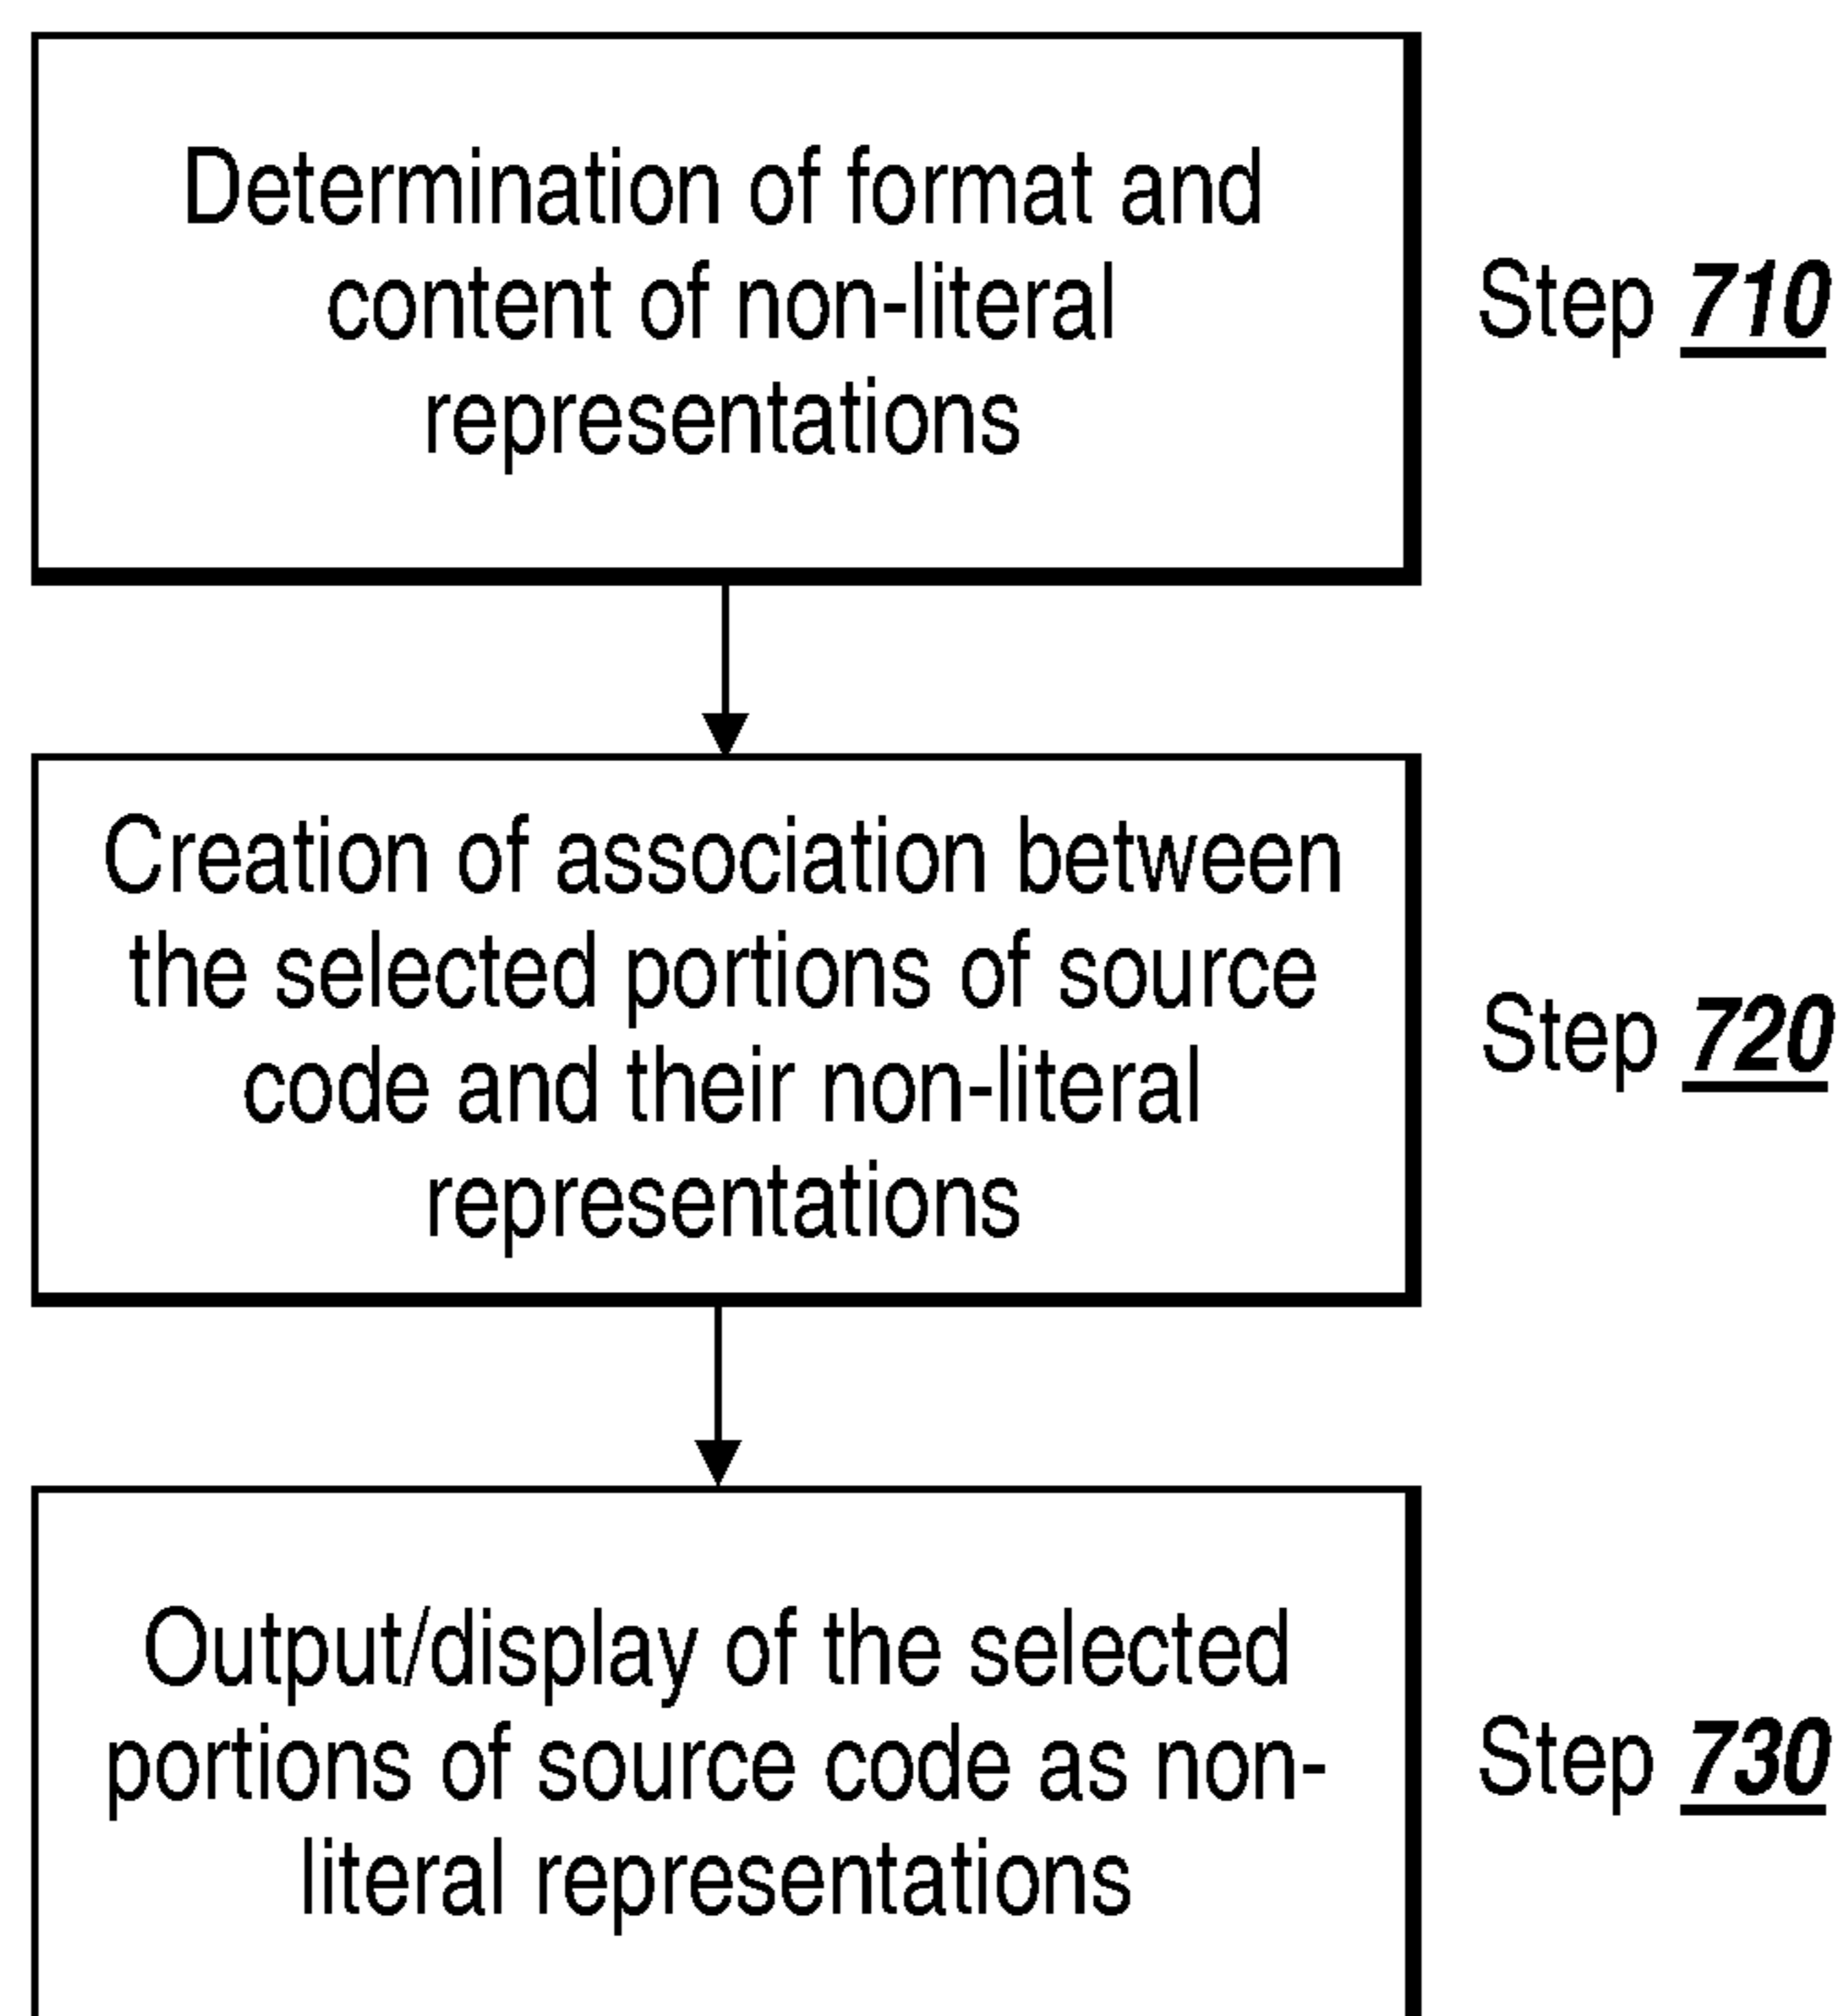 Determination of format and
content of non-literal
representations
Step 710
Creation of association between
the selected portions of source
code and their non-literal
representations
Step 720
Output/display of the selected
portions of source code as non-
literal representations
Step 730